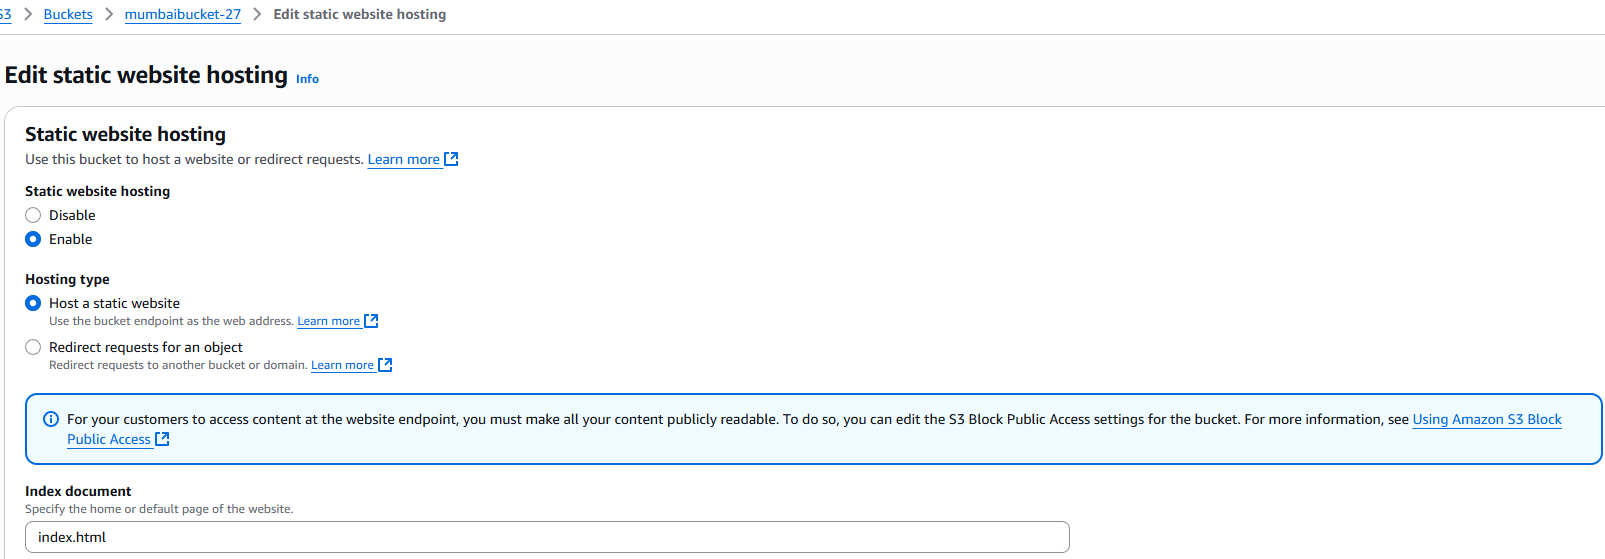 S3 > Buckets > mumbaibucket-27 > Edit static website hosting
Edit static website hosting Info
Static website hosting
Use this bucket to host a website or redirect requests. Learn more
Static website hosting
Disable
Enable
Hosting type
Host a static website
Use the bucket endpoint as the web address. Learn more
Redirect requests for an object
Redirect requests to another bucket or domain. Learn more
For your customers to access content at the website endpoint, you must make all your content publicly readable. To do so, you can edit the S3 Block Public Access settings for the bucket. For more information, see Using Amazon S3 Block
Public Access
Index document
Specify the home or default page of the website.
index.html